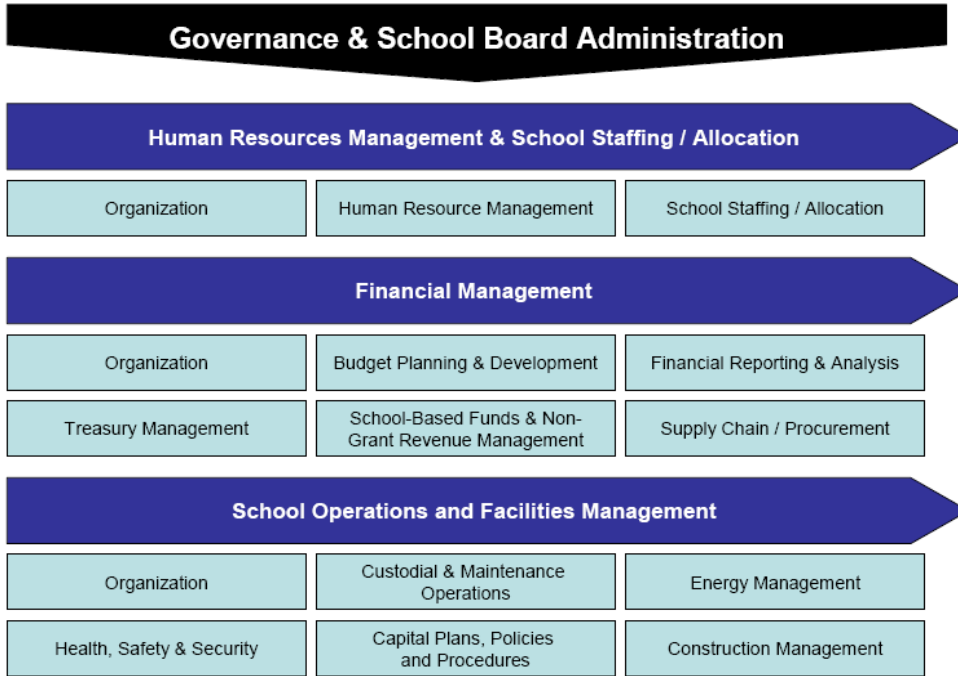 Governance & School Board Administration
Human Resources Management & School Staffing / Allocation
Organization
Human Resource Management
School Staffing / Allocation
Financial Management
Organization
Budget Planning & Development
Financial Reporting & Analysis
Treasury Management
School-Based Funds & Non-
Grant Revenue Management
Supply Chain / Procurement
School Operations and Facilities Management
Organization
Custodial & Maintenance
Operations
Energy Management
Health, Safety & Security
Capital Plans, Policies
and Procedures
Construction Management